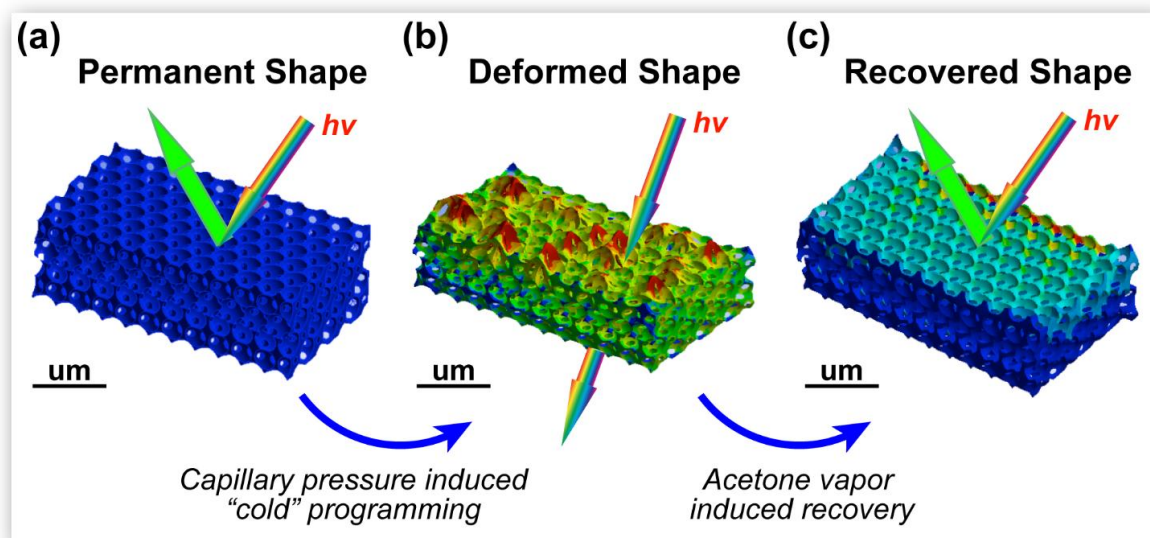 (a)
Permanent Shape
hv
um
(b)
Deformed Shape
hv
um
(c)
Recovered Shape
hv
um
Capillary pressure induced
“cold” programming
Acetone vapor
induced recovery